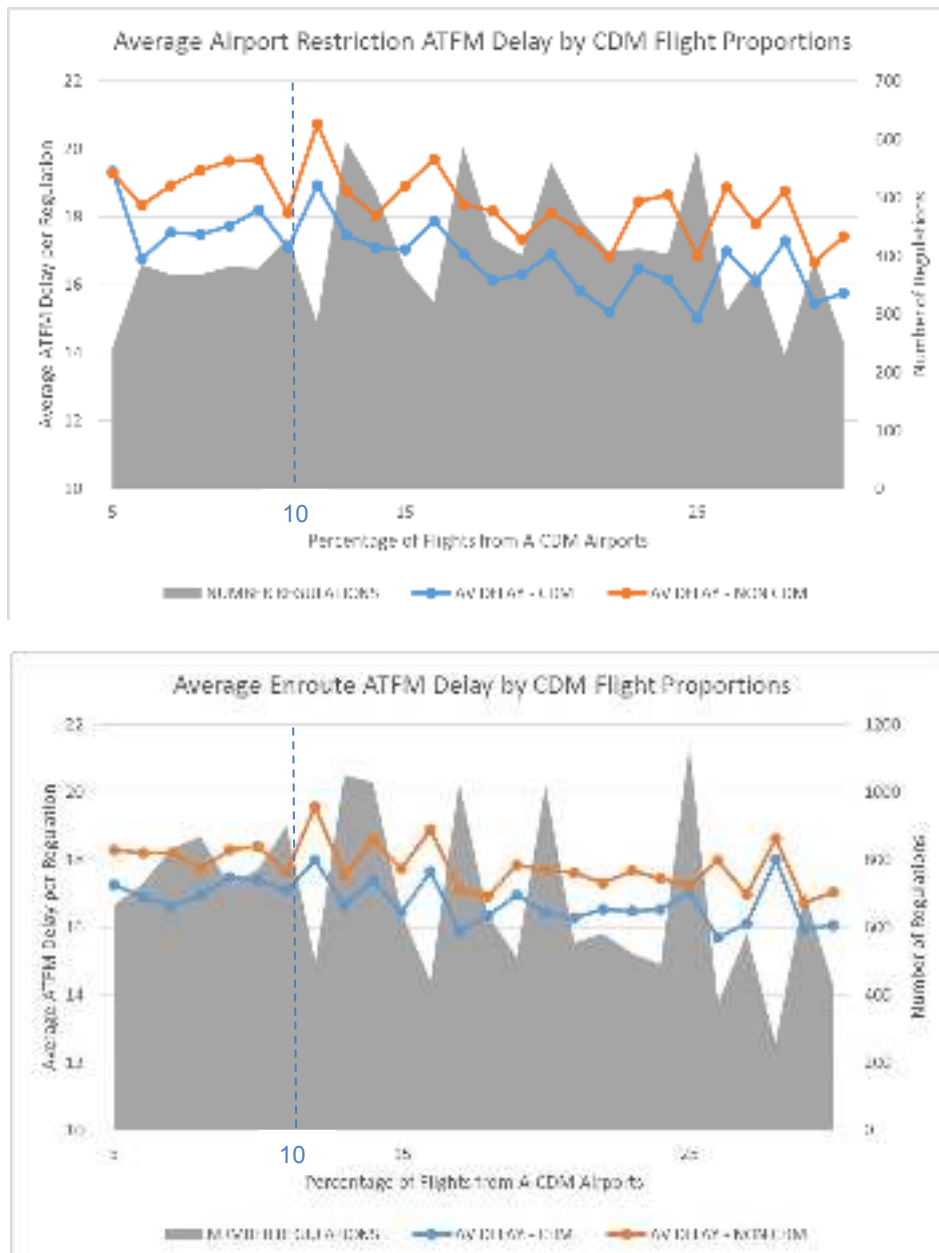 Average Airport Restriction ATFM Delay by CDM Flight Proportions
Average ATFM Delay per Regulation
22
20
18
16
14
12
10
700
600
500
400
300
200
100
0
Number of Regulations
5
10
15
25
Percentage of Flights from A CDM Airports
NUMBER REGULATIONS
AV DELAY - CDM
AV DELAY - NON CDM
Average Enroute ATFM Delay by CDM Flight Proportions
Average ATFM Delay per Regulation
22
20
18
16
14
12
10
1200
1000
800
600
400
200
0
Number of Regulations
5
10
15
25
Percentage of Flights from A CDM Airports
NUMBER REGULATIONS
AV DELAY - CDM
AV DELAY - NON CDM